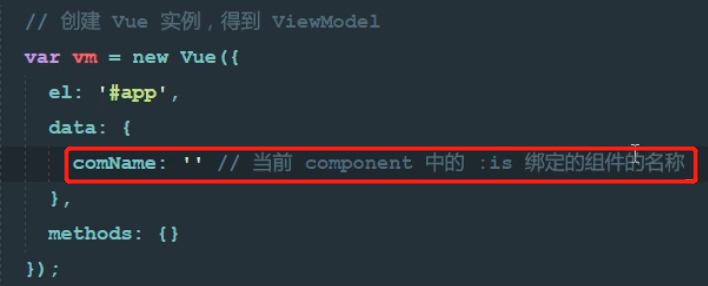 // 创建 Vue 实例，得到 ViewModel
var vm = new Vue({
el: '#app',
data: {
comName: '' // 当前 component 中的 :is 绑定的组件的名称
},
methods: {}
});